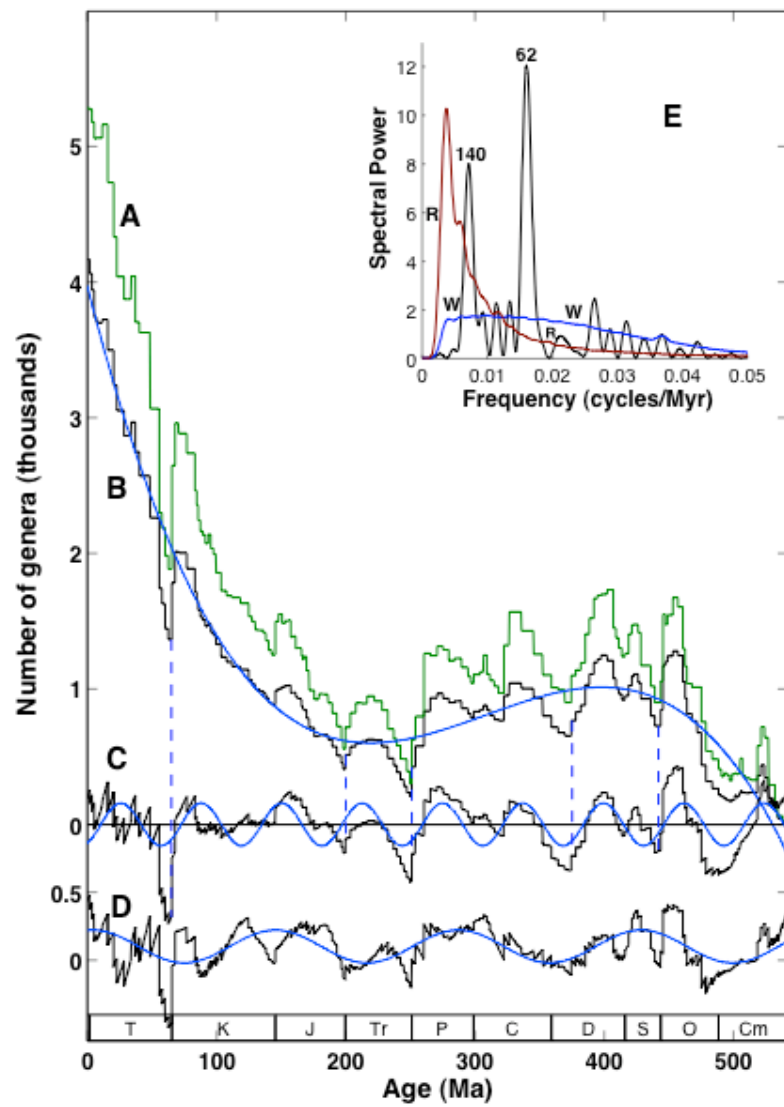 62
12
E
10
140
8
Spectral Power
R
6
4
W
W
2
R
0
0 0.01 0.02 0.03 0.04 0.05
Frequency (cycles/Myr)
5
A
4
B
3
Number of genera (thousands)
2
1
C
0
0.5
D
0
T K J Tr P C D S O Cm
0 100 200 300 400 500
Age (Ma)